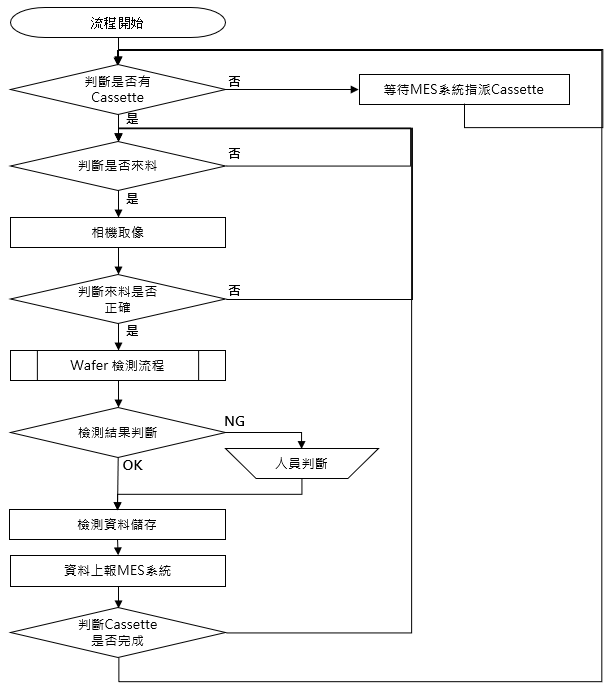 流程開始
判斷是否有
Cassette
否
等待MES系統指派Cassette
是
判斷是否來料
否
是
相機取像
判斷來料是否
正確
否
是
Wafer 檢測流程
檢測結果判斷
NG
人員判斷
OK
檢測資料儲存
資料上報MES系統
判斷Cassette
是否完成